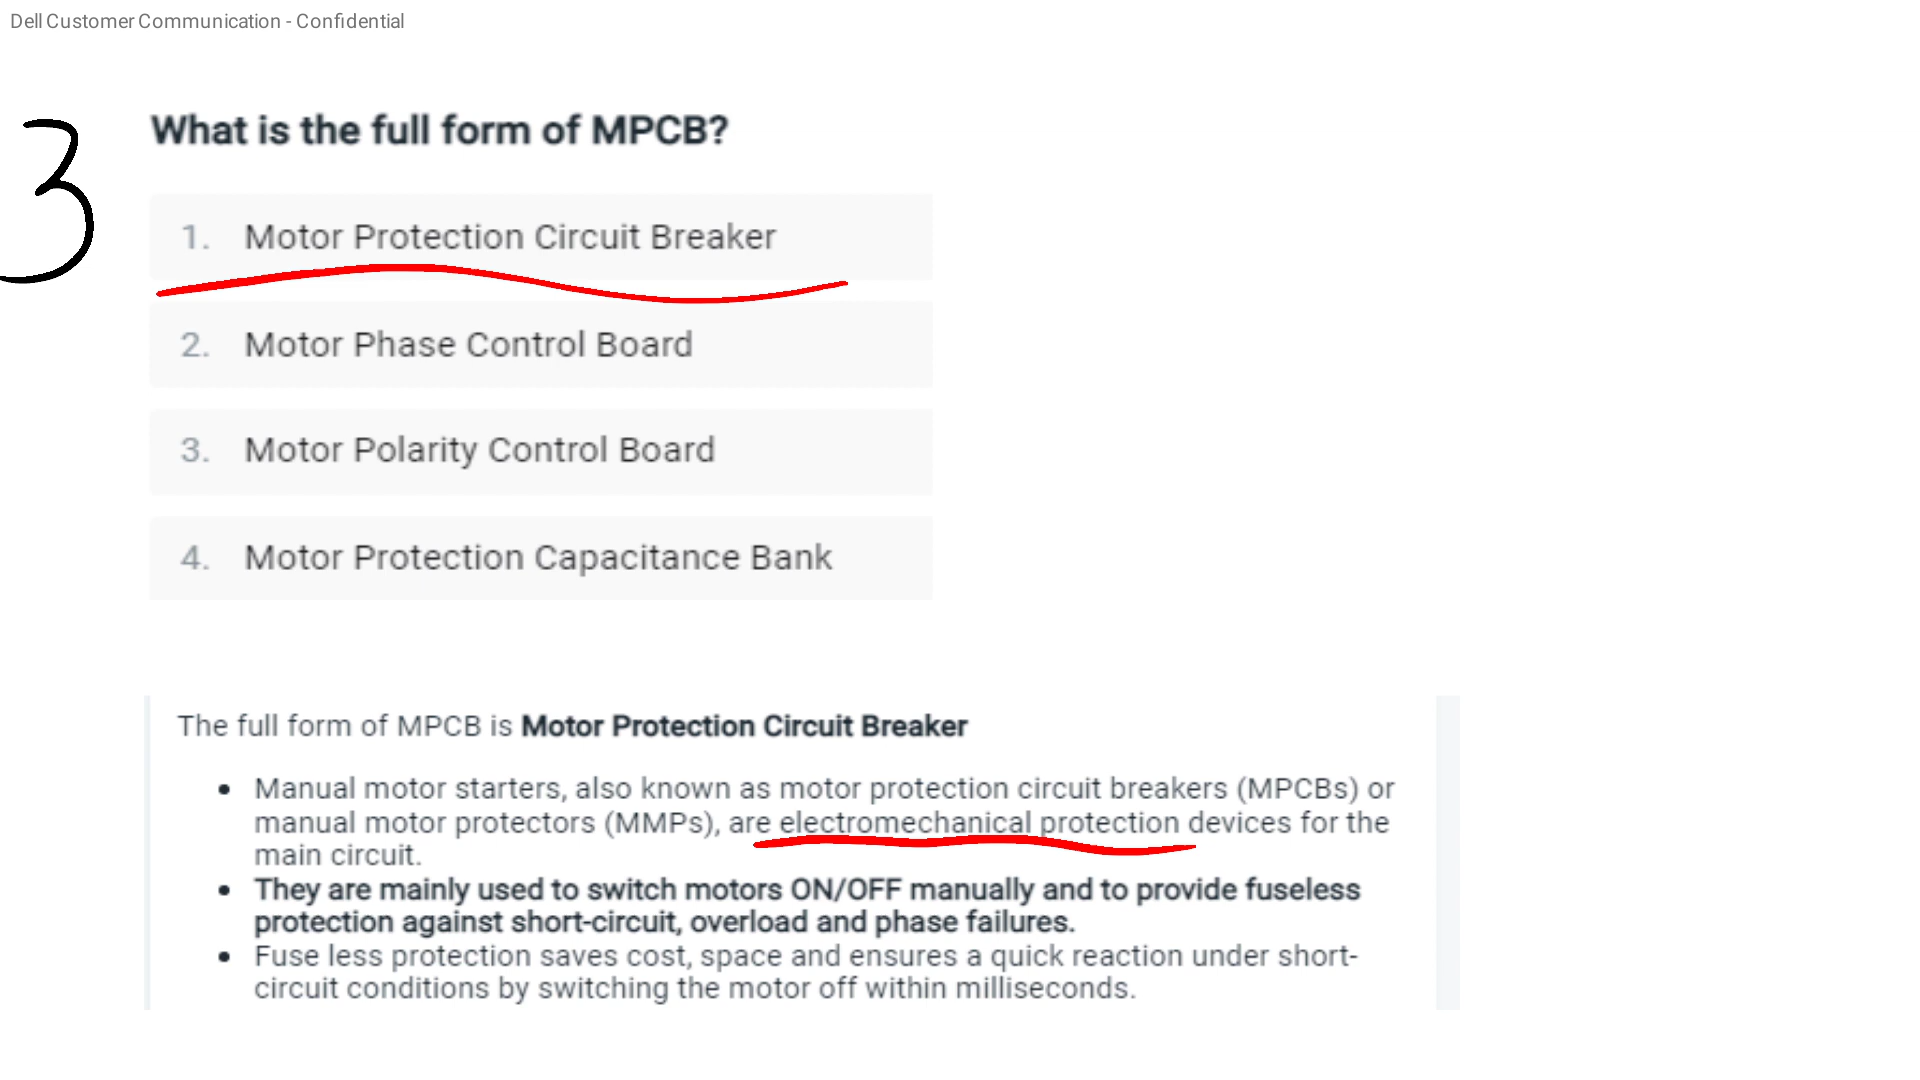 Dell Customer Communication - Confidential
3
What is the full form of MPCB?
1. Motor Protection Circuit Breaker
2. Motor Phase Control Board
3. Motor Polarity Control Board
4. Motor Protection Capacitance Bank
The full form of MPCB is Motor Protection Circuit Breaker
• Manual motor starters, also known as motor protection circuit breakers (MPCBs) or
manual motor protectors (MMPs), are electromechanical protection devices for the
main circuit.
• They are mainly used to switch motors ON/OFF manually and to provide fuseless
protection against short-circuit, overload and phase failures.
• Fuse less protection saves cost, space and ensures a quick reaction under short-
circuit conditions by switching the motor off within milliseconds.